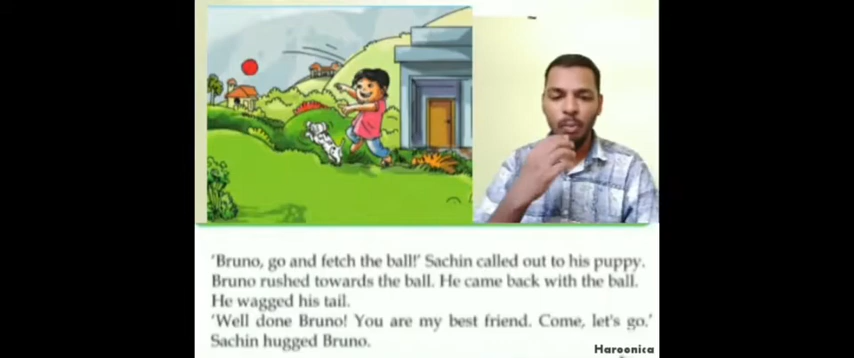 'Bruno, go and fetch the ball!' Sachin called out to his puppy.
Bruno rushed towards the ball. He came back with the ball.
He wagged his tail.
'Well done Bruno! You are my best friend. Come, let's go.'
Sachin hugged Bruno.
Haroonica